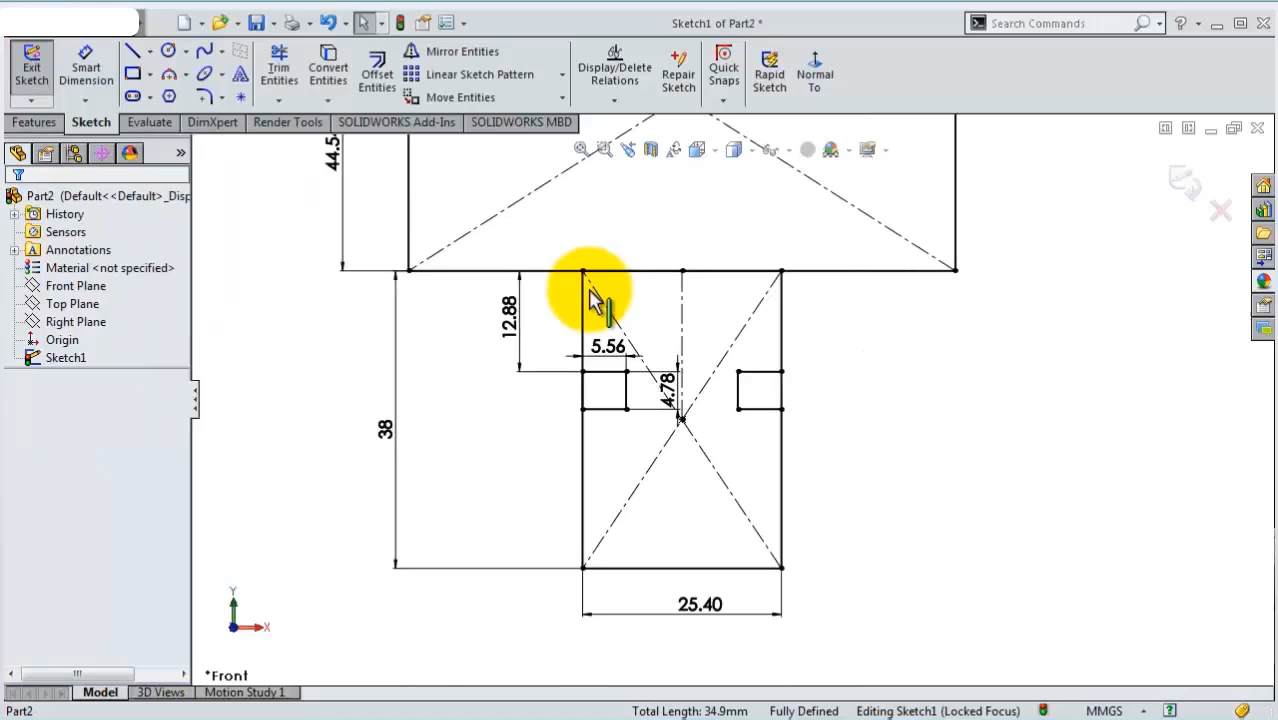 Sketch1 of Part2 *
Search Commands
Exit Sketch
Smart Dimension
Trim Entities
Convert Entities
Offset Entities
Mirror Entities
Linear Sketch Pattern
Move Entities
Display/Delete Relations
Repair Sketch
Quick Snaps
Rapid Sketch
Normal To
Features
Sketch
Evaluate
DimXpert
Render Tools
SOLIDWORKS Add-Ins
SOLIDWORKS MBD
Part2 (Default<<Default>_Disp
History
Sensors
Annotations
Material <not specified>
Front Plane
Top Plane
Right Plane
Origin
Sketch1
12.88
5.56
4.78
38
25.40
Y
X
*Front
Model
3D Views
Motion Study 1
Part2
Total Length: 34.9mm
Fully Defined
Editing Sketch1 (Locked Focus)
MMGS